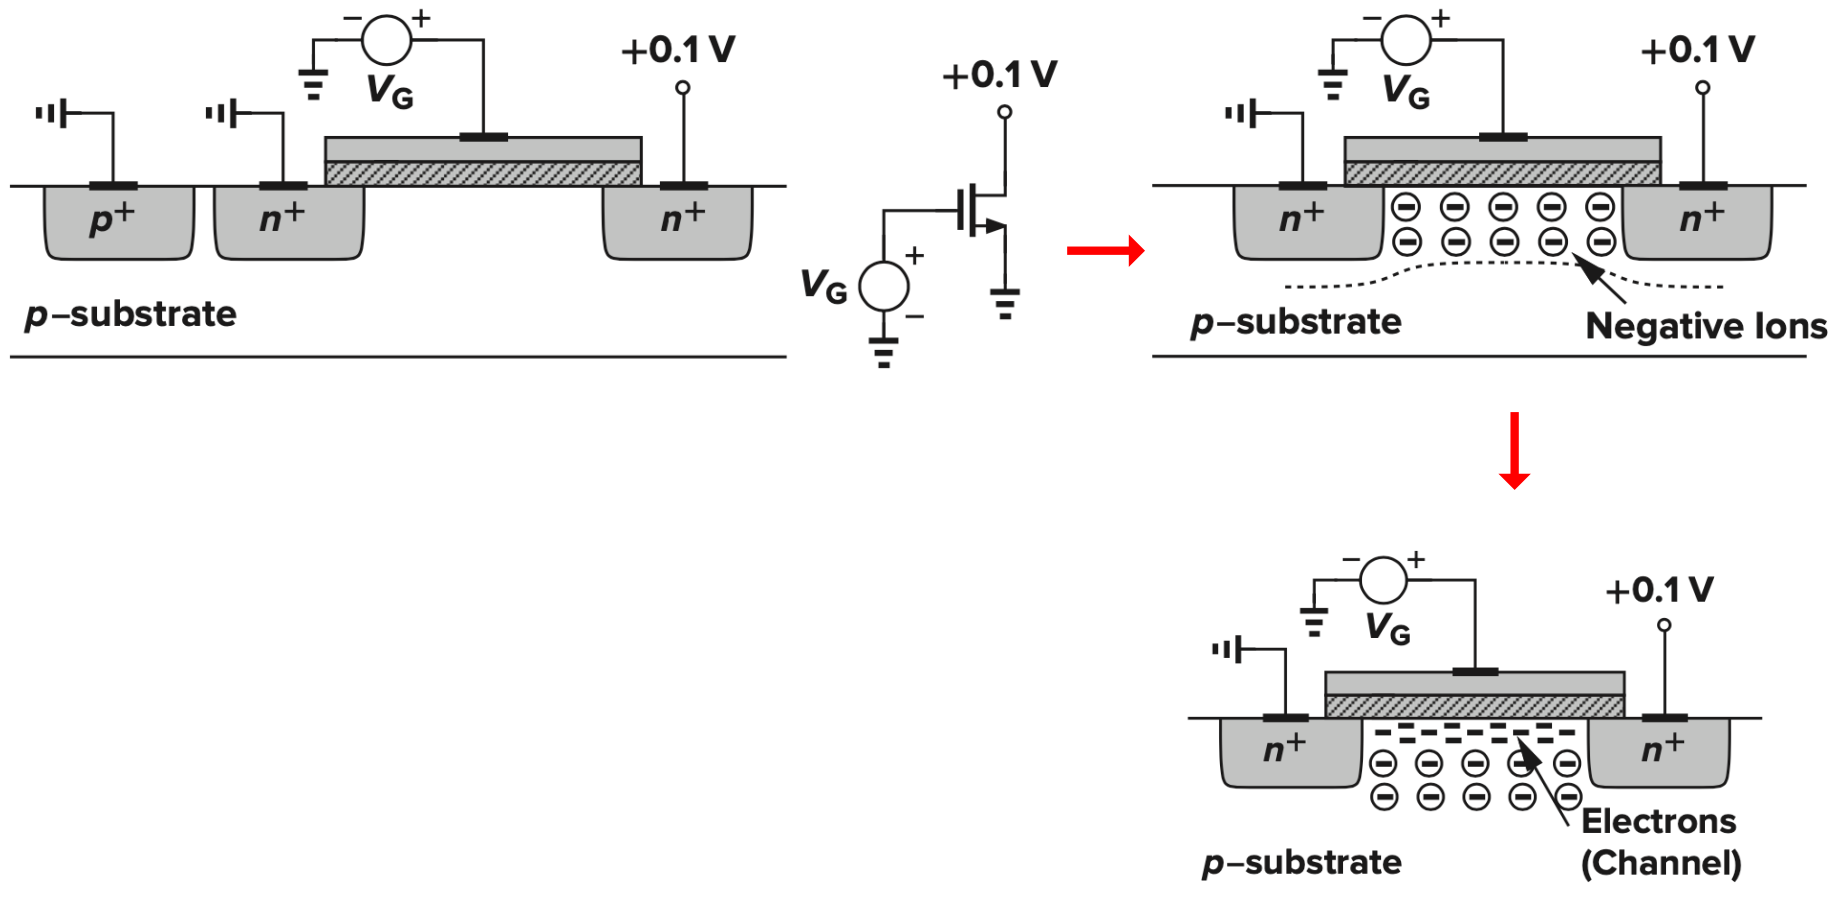 − +
V_G
+0.1 V
p+
n+
n+
p–substrate
+0.1 V
V_G
+
−
− +
V_G
+0.1 V
n+
n+
p–substrate
Negative Ions
− +
V_G
+0.1 V
n+
n+
Electrons
(Channel)
p–substrate